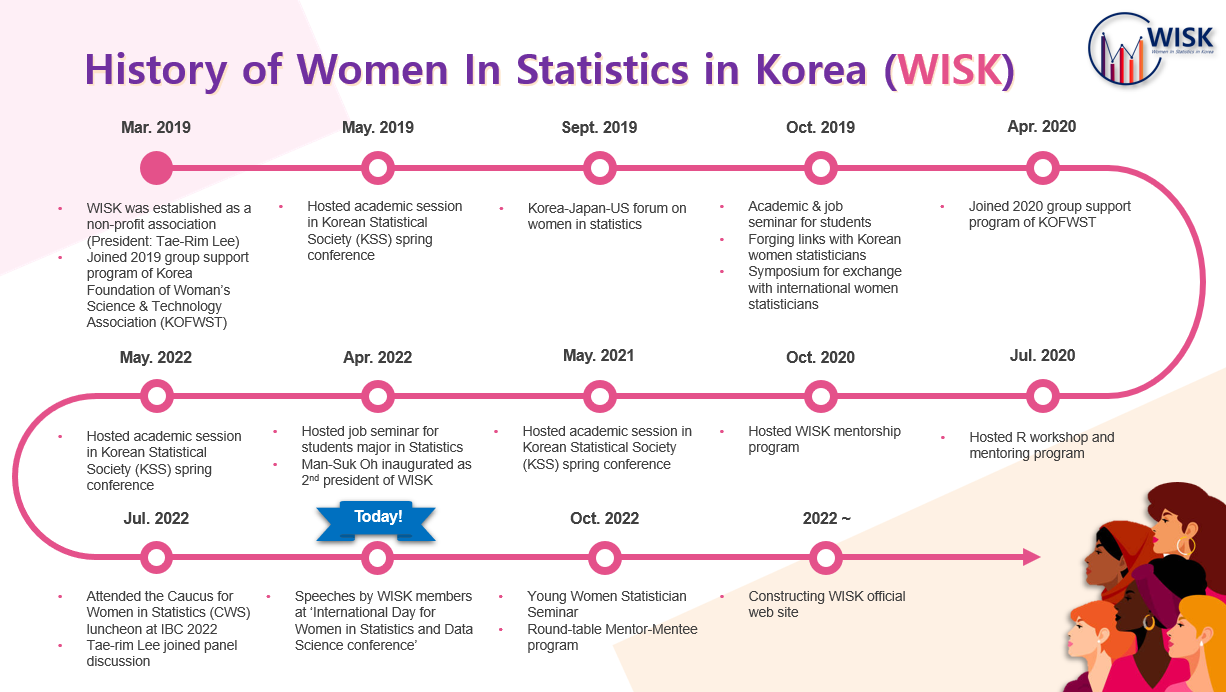 History of Women In Statistics in Korea (WISK)
WISK
Women in Statistics in Korea
Mar. 2019
• WISK was established as a
non-profit association
(President: Tae-Rim Lee)
• Joined 2019 group support
program of Korea
Foundation of Woman’s
Science & Technology
Association (KOFWST)
May. 2019
• Hosted academic session
in Korean Statistical
Society (KSS) spring
conference
Sept. 2019
• Korea-Japan-US forum on
women in statistics
Oct. 2019
• Academic & job
seminar for students
• Forging links with Korean
women statisticians
• Symposium for exchange
with international women
statisticians
Apr. 2020
• Joined 2020 group support
program of KOFWST
Jul. 2020
• Hosted R workshop and
mentoring program
Oct. 2020
• Hosted WISK mentorship
program
May. 2021
• Hosted academic session in
Korean Statistical Society
(KSS) spring conference
Apr. 2022
• Hosted job seminar for
students major in Statistics
• Man-Suk Oh inaugurated as
2nd president of WISK
May. 2022
• Hosted academic session
in Korean Statistical
Society (KSS) spring
conference
Jul. 2022
• Attended the Caucus for
Women in Statistics (CWS)
luncheon at IBC 2022
• Tae-rim Lee joined panel
discussion
Today!
• Speeches by WISK members
at ‘International Day for
Women in Statistics and Data
Science conference’
Oct. 2022
• Young Women Statistician
Seminar
• Round-table Mentor-Mentee
program
2022 ~
• Constructing WISK official
web site